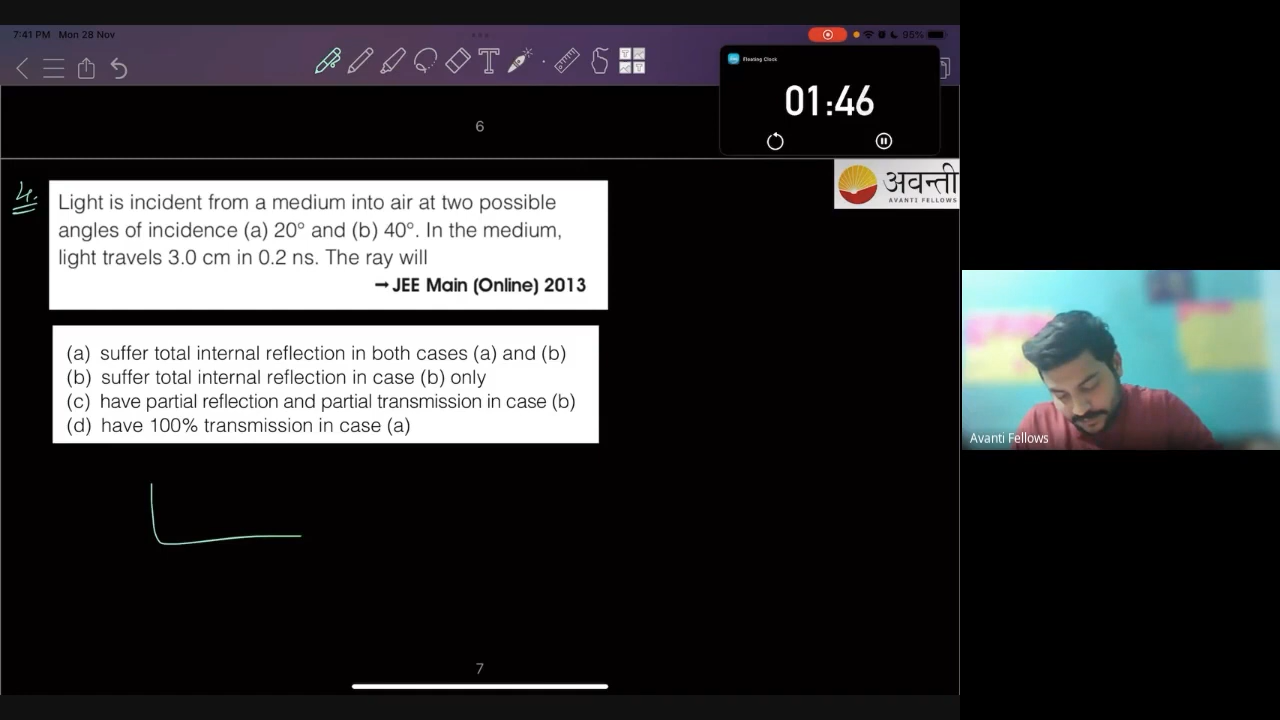 7:41 PM Mon 28 Nov
95%
Floating Clock
01:46
6
अवन्ती
AVANTI FELLOWS
4.
Light is incident from a medium into air at two possible
angles of incidence (a) 20° and (b) 40°. In the medium,
light travels 3.0 cm in 0.2 ns. The ray will
→ JEE Main (Online) 2013
(a) suffer total internal reflection in both cases (a) and (b)
(b) suffer total internal reflection in case (b) only
(c) have partial reflection and partial transmission in case (b)
(d) have 100% transmission in case (a)
Avanti Fellows
7